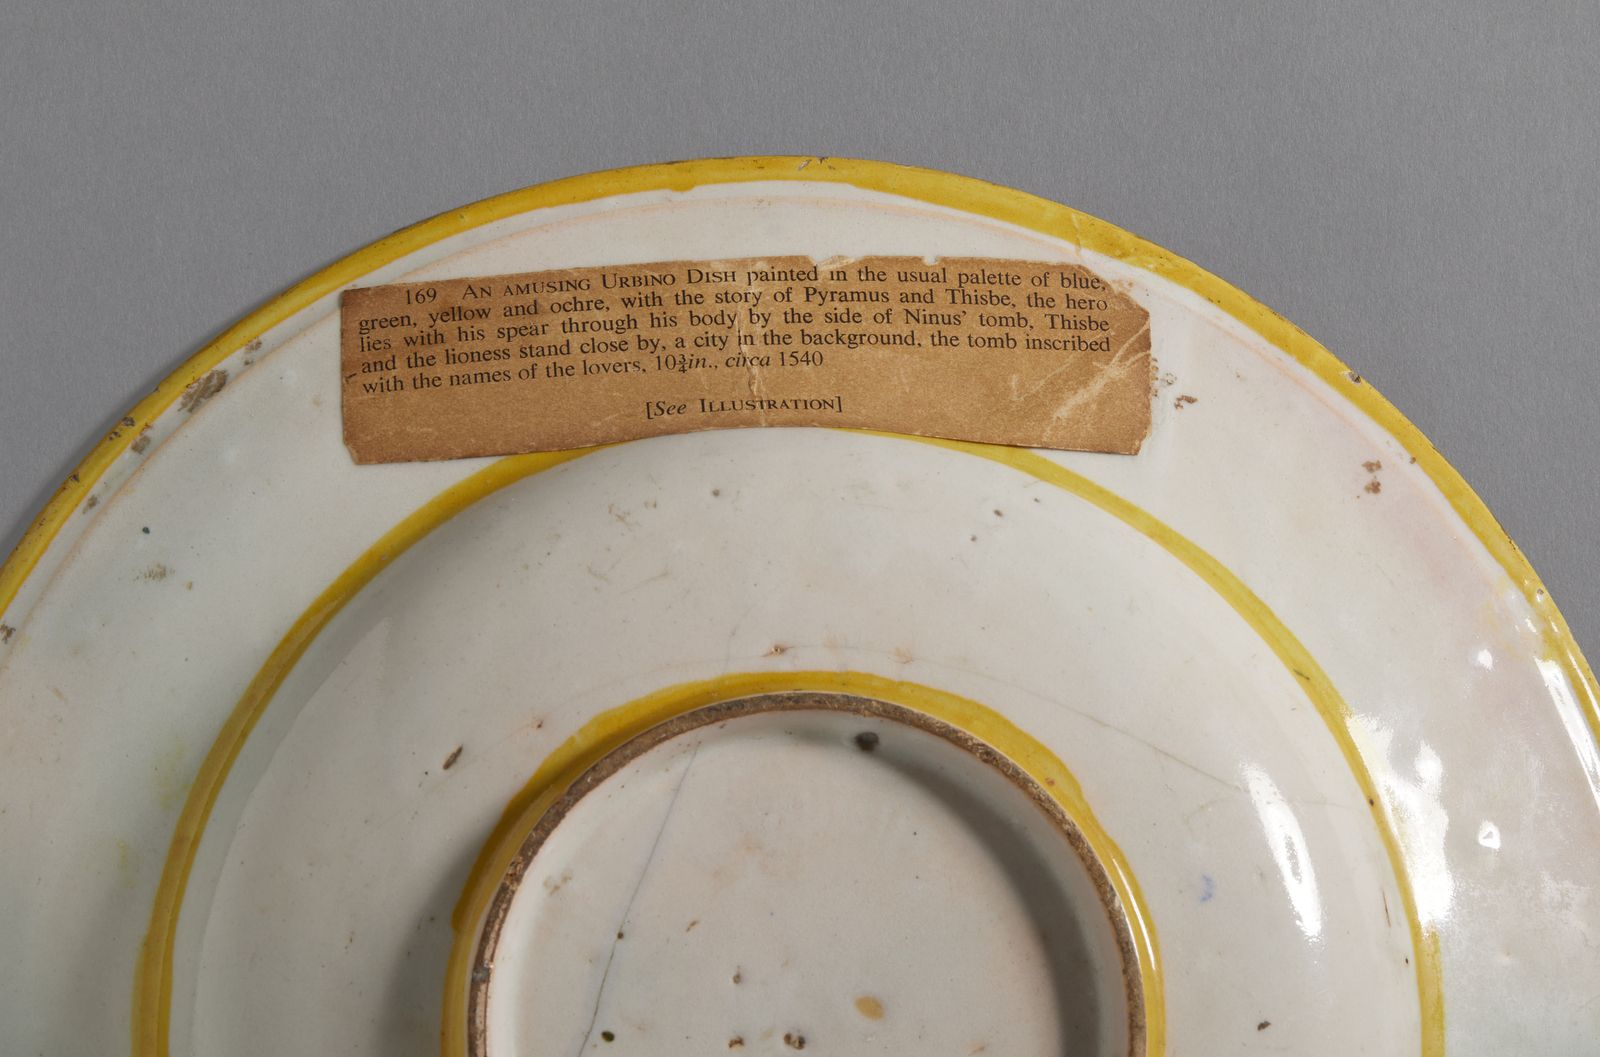 169 AN AMUSING URBINO DISH painted in the usual palette of blue,
green, yellow and ochre, with the story of Pyramus and Thisbe, the hero
lies with his spear through his body by the side of Ninus' tomb, Thisbe
and the lioness stand close by, a city in the background, the tomb inscribed
with the names of the lovers, 10¾in., circa 1540
[See ILLUSTRATION]